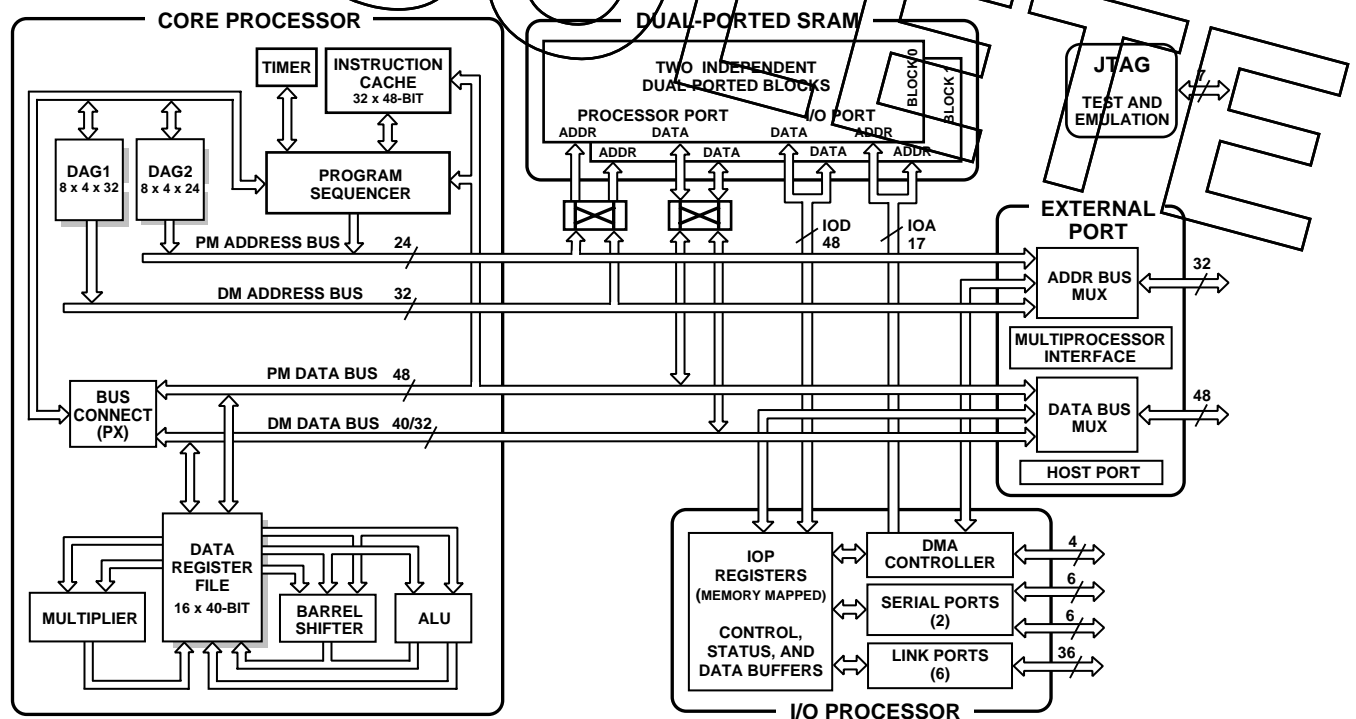 CORE PROCESSOR
TIMER
INSTRUCTION
CACHE
32 x 48-BIT
DAG1
8 x 4 x 32
DAG2
8 x 4 x 24
PROGRAM
SEQUENCER
PM ADDRESS BUS 24
DM ADDRESS BUS 32
PM DATA BUS 48
DM DATA BUS 40/32
BUS
CONNECT
(PX)
DATA
REGISTER
FILE
16 x 40-BIT
MULTIPLIER
BARREL
SHIFTER
ALU
DUAL-PORTED SRAM
TWO INDEPENDENT
DUAL-PORTED BLOCKS
PROCESSOR PORT I/O PORT
ADDR DATA DATA ADDR
ADDR DATA DATA ADDR
BLOCK 0
BLOCK 1
IOD
48
IOA
17
JTAG
TEST AND
EMULATION
7
EXTERNAL
PORT
ADDR BUS
MUX
32
MULTIPROCESSOR
INTERFACE
DATA BUS
MUX
48
HOST PORT
IOP
REGISTERS
(MEMORY MAPPED)
CONTROL,
STATUS, AND
DATA BUFFERS
DMA
CONTROLLER
4
SERIAL PORTS
(2)
6
6
LINK PORTS
(6)
36
I/O PROCESSOR
ETE